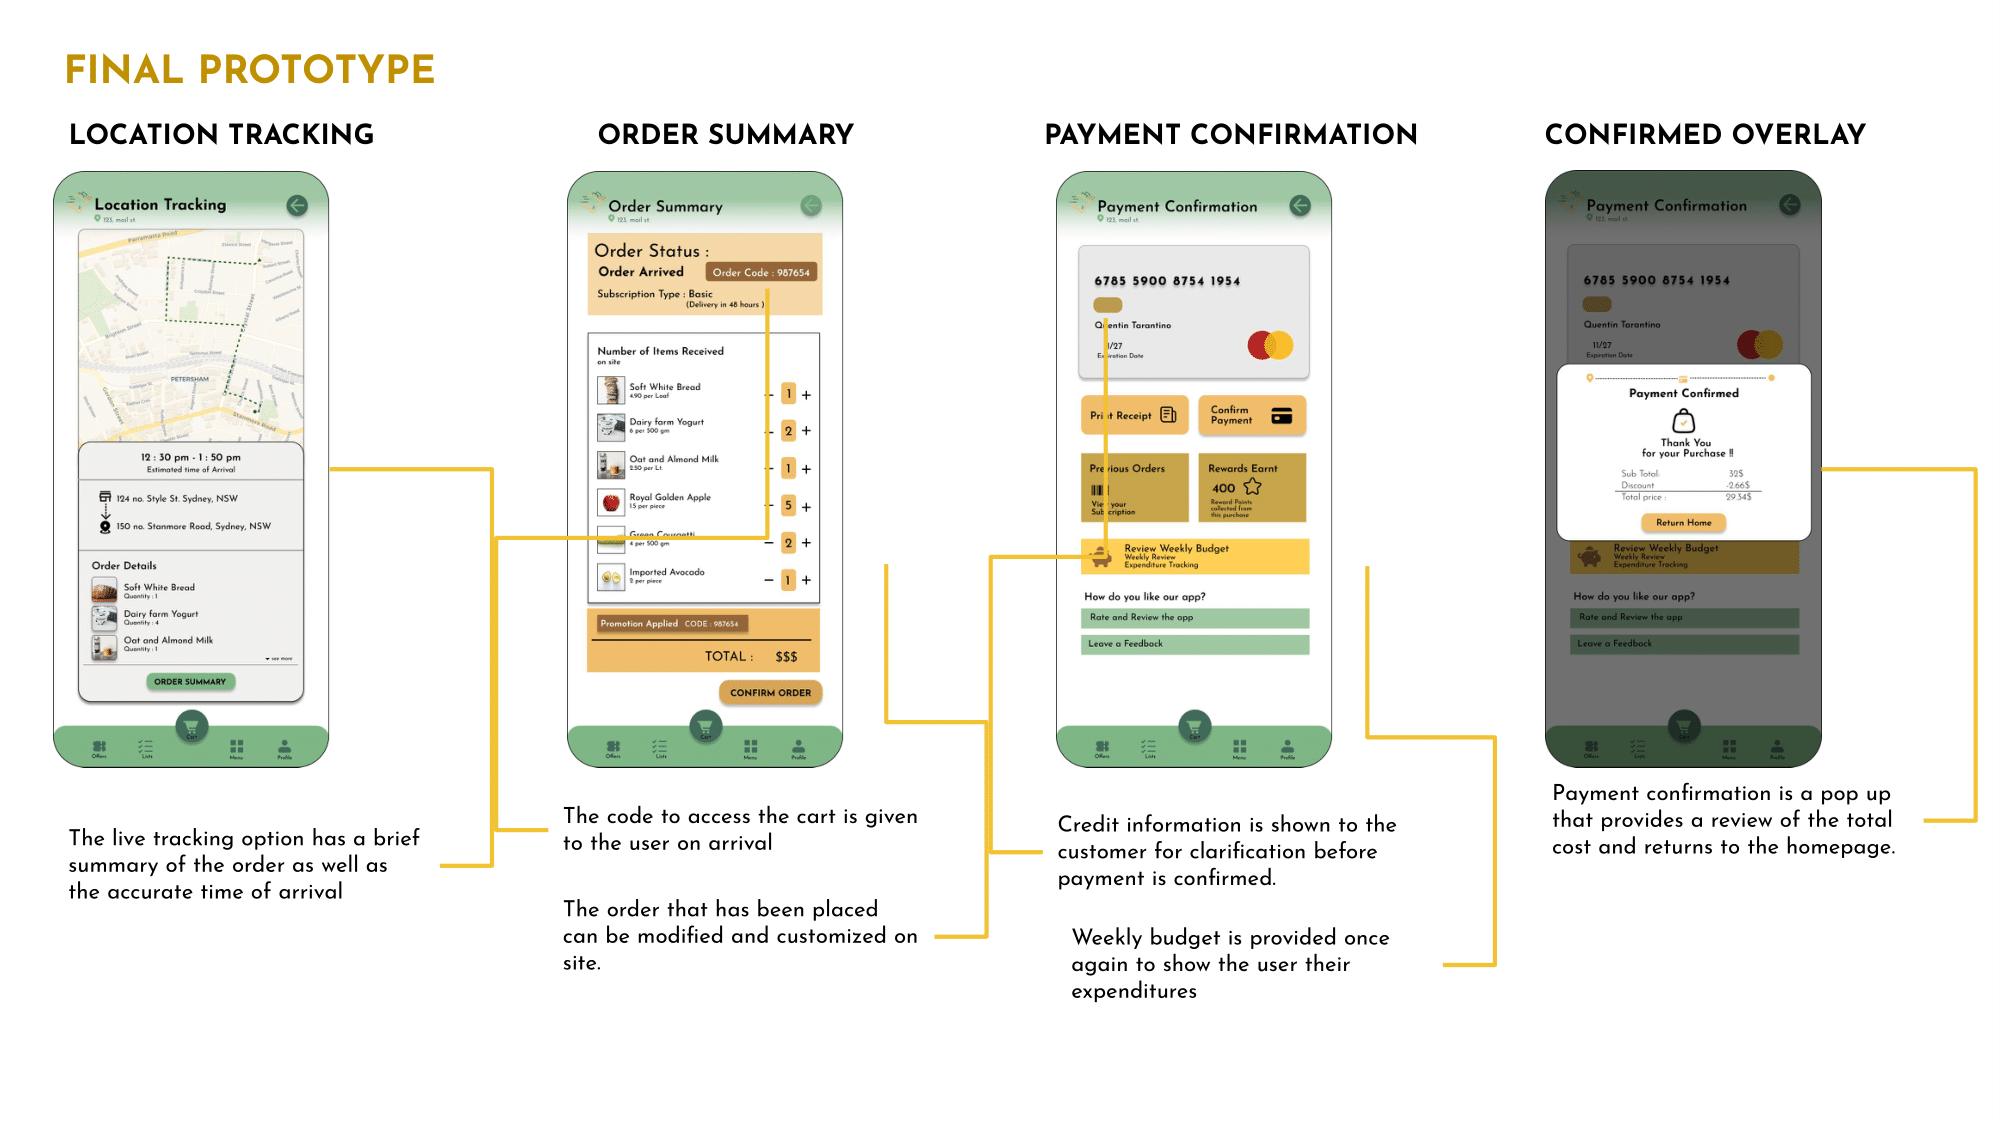 FINAL PROTOTYPE
LOCATION TRACKING
Location Tracking
123, mail st.
Parramatta Road
Crystal Street
Brighton Street
PETERSHAM
Gordon Street
Stanmore Road
12 : 30 pm - 1 : 50 pm
Estimated time of Arrival
124 no. Style St. Sydney, NSW
150 no. Stanmore Road, Sydney, NSW
Order Details
Soft White Bread
Quantity : 1
Dairy farm Yogurt
Quantity : 4
Oat and Almond Milk
Quantity : 1
see more
ORDER SUMMARY
Cart
Offers
Lists
Menu
Profile
The live tracking option has a brief
summary of the order as well as
the accurate time of arrival
ORDER SUMMARY
Order Summary
123, mail st.
Order Status :
Order Arrived
Order Code : 987654
Subscription Type : Basic
(Delivery in 48 hours )
Number of Items Received
on site
Soft White Bread
4.90 per Loaf
- 1 +
Dairy farm Yogurt
6 per 500 gm
- 2 +
Oat and Almond Milk
2.50 per Lt.
- 1 +
Royal Golden Apple
1.5 per piece
- 5 +
Green Courgetti
4 per 500 gm
- 2 +
Imported Avocado
2 per piece
- 1 +
Promotion Applied CODE : 987654
TOTAL : $$$
CONFIRM ORDER
Cart
Offers
Lists
Menu
Profile
The code to access the cart is given
to the user on arrival
The order that has been placed
can be modified and customized on
site.
PAYMENT CONFIRMATION
Payment Confirmation
123, mail st.
6785 5900 8754 1954
Quentin Tarantino
11/27
Expiration Date
Print Receipt
Confirm
Payment
Previous Orders
View your
Subscription
Rewards Earnt
400
Reward Points
collected from
this purchase
Review Weekly Budget
Weekly Review
Expenditure Tracking
How do you like our app?
Rate and Review the app
Leave a Feedback
Cart
Offers
Lists
Menu
Profile
Credit information is shown to the
customer for clarification before
payment is confirmed.
Weekly budget is provided once
again to show the user their
expenditures
CONFIRMED OVERLAY
Payment Confirmation
123, mail st.
6785 5900 8754 1954
Quentin Tarantino
11/27
Expiration Date
Payment Confirmed
Thank You
for your Purchase !!
Sub Total: 32$
Discount -2.66$
Total price : 29.34$
Return Home
Review Weekly Budget
Weekly Review
Expenditure Tracking
How do you like our app?
Rate and Review the app
Leave a Feedback
Cart
Offers
Lists
Menu
Profile
Payment confirmation is a pop up
that provides a review of the total
cost and returns to the homepage.